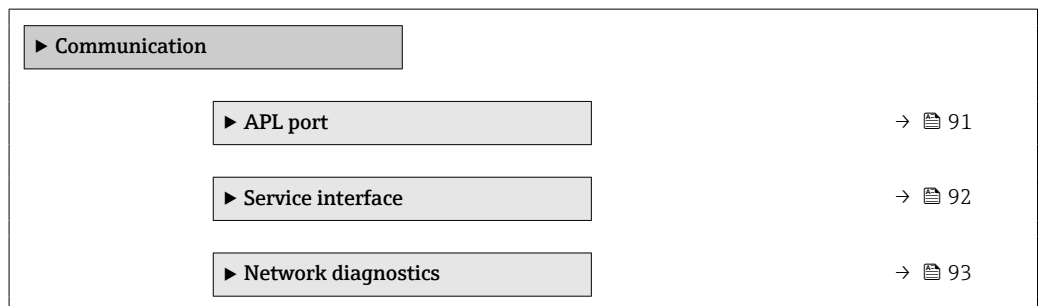 ► Communication
► APL port → 91
► Service interface → 92
► Network diagnostics → 93